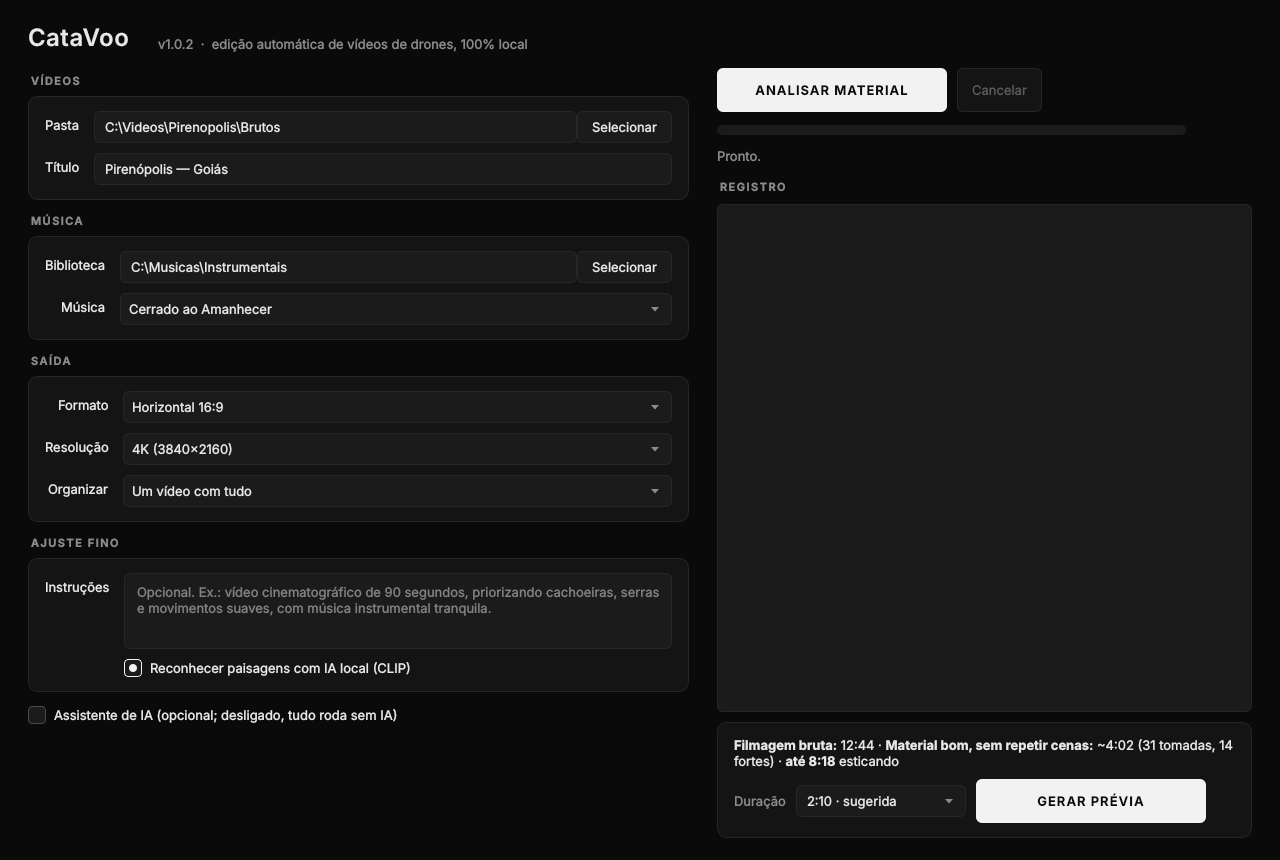 CataVoo
v1.0.2 · edição automática de vídeos de drones, 100% local
VÍDEOS
Pasta C:\Videos\Pirenopolis\Brutos Selecionar
Título Pirenópolis — Goiás
MÚSICA
Biblioteca C:\Musicas\Instrumentais Selecionar
Música Cerrado ao Amanhecer
SAÍDA
Formato Horizontal 16:9
Resolução 4K (3840×2160)
Organizar Um vídeo com tudo
AJUSTE FINO
Instruções Opcional. Ex.: vídeo cinematográfico de 90 segundos, priorizando cachoeiras, serras
e movimentos suaves, com música instrumental tranquila.
Reconhecer paisagens com IA local (CLIP)
Assistente de IA (opcional; desligado, tudo roda sem IA)
ANALISAR MATERIAL Cancelar
Pronto.
REGISTRO
Filmagem bruta: 12:44 · Material bom, sem repetir cenas: ~4:02 (31 tomadas, 14
fortes) · até 8:18 esticando
Duração 2:10 · sugerida GERAR PRÉVIA